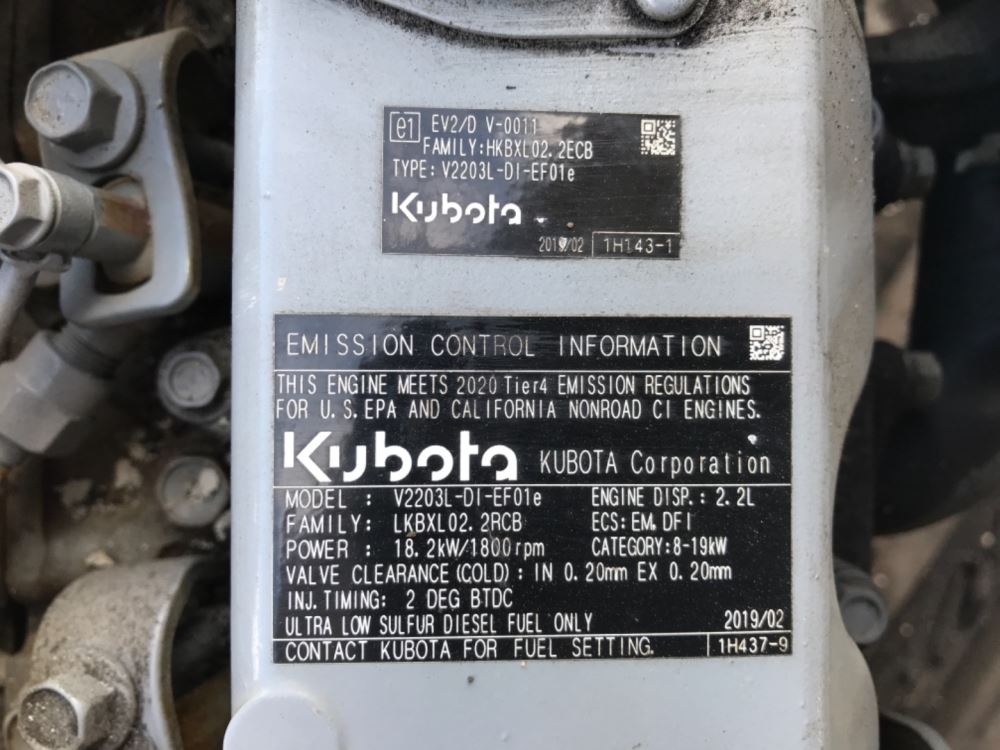 e1 EV2/D V-0011
FAMILY:HKBXL02.2ECB
TYPE: V2203L-DI-EF01e
Kubota
2019/02 1H143-1
EMISSION CONTROL INFORMATION
THIS ENGINE MEETS 2020 Tier4 EMISSION REGULATIONS
FOR U.S.EPA AND CALIFORNIA NONROAD CI ENGINES.
Kubota KUBOTA Corporation
MODEL : V2203L-DI-EF01e ENGINE DISP.: 2.2L
FAMILY: LKBXL02.2RCB ECS: EM,DFI
POWER : 18.2kW/1800rpm CATEGORY:8-19kW
VALVE CLEARANCE (COLD) : IN 0.20mm EX 0.20mm
INJ.TIMING: 2 DEG BTDC
ULTRA LOW SULFUR DIESEL FUEL ONLY 2019/02
CONTACT KUBOTA FOR FUEL SETTING. 1H437-9